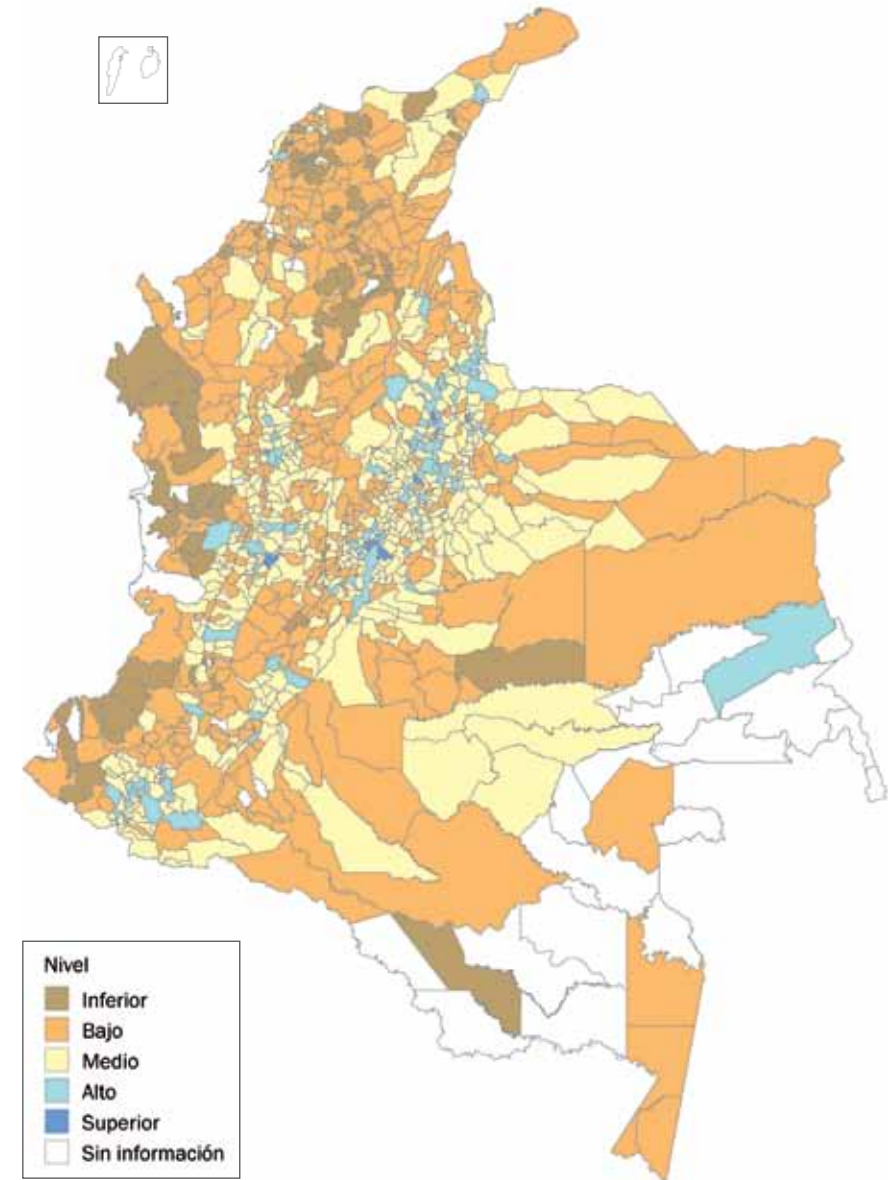 Nivel
Inferior
Bajo
Medio
Alto
Superior
Sin información